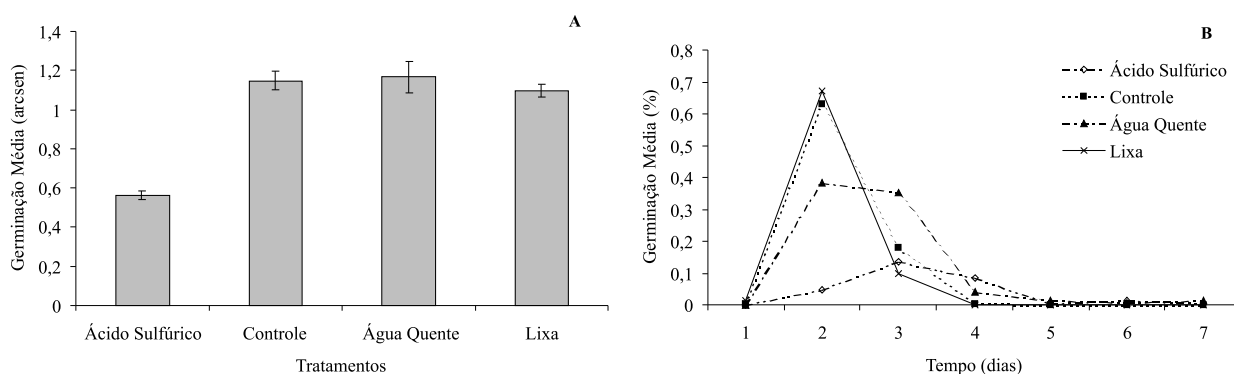 A
Germinação Média (arcsen)
1,4
1,2
1
0,8
0,6
0,4
1,2
0
Ácido Sulfúrico Controle Água Quente Lixa
Tratamentos
B
Germinação Média (%)
0,8
0,7
0,6
0,5
0,4
0,3
0,2
0,1
0
Ácido Sulfúrico
Controle
Água Quente
Lixa
1 2 3 4 5 6 7
Tempo (dias)